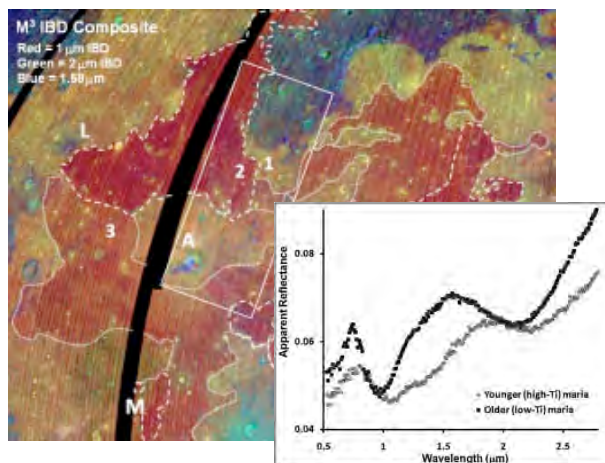 M³ IBD Composite
Red = 1 µm IBD
Green = 2µm IBD
Blue = 1.58µm
L
2
1
3
A
M
0.08
0.06
0.04
Apparent Reflectance
0.5
1
1.5
2
2.5
Wavelength (µm)
Younger (high-Ti) maria
Older (low-Ti) maria